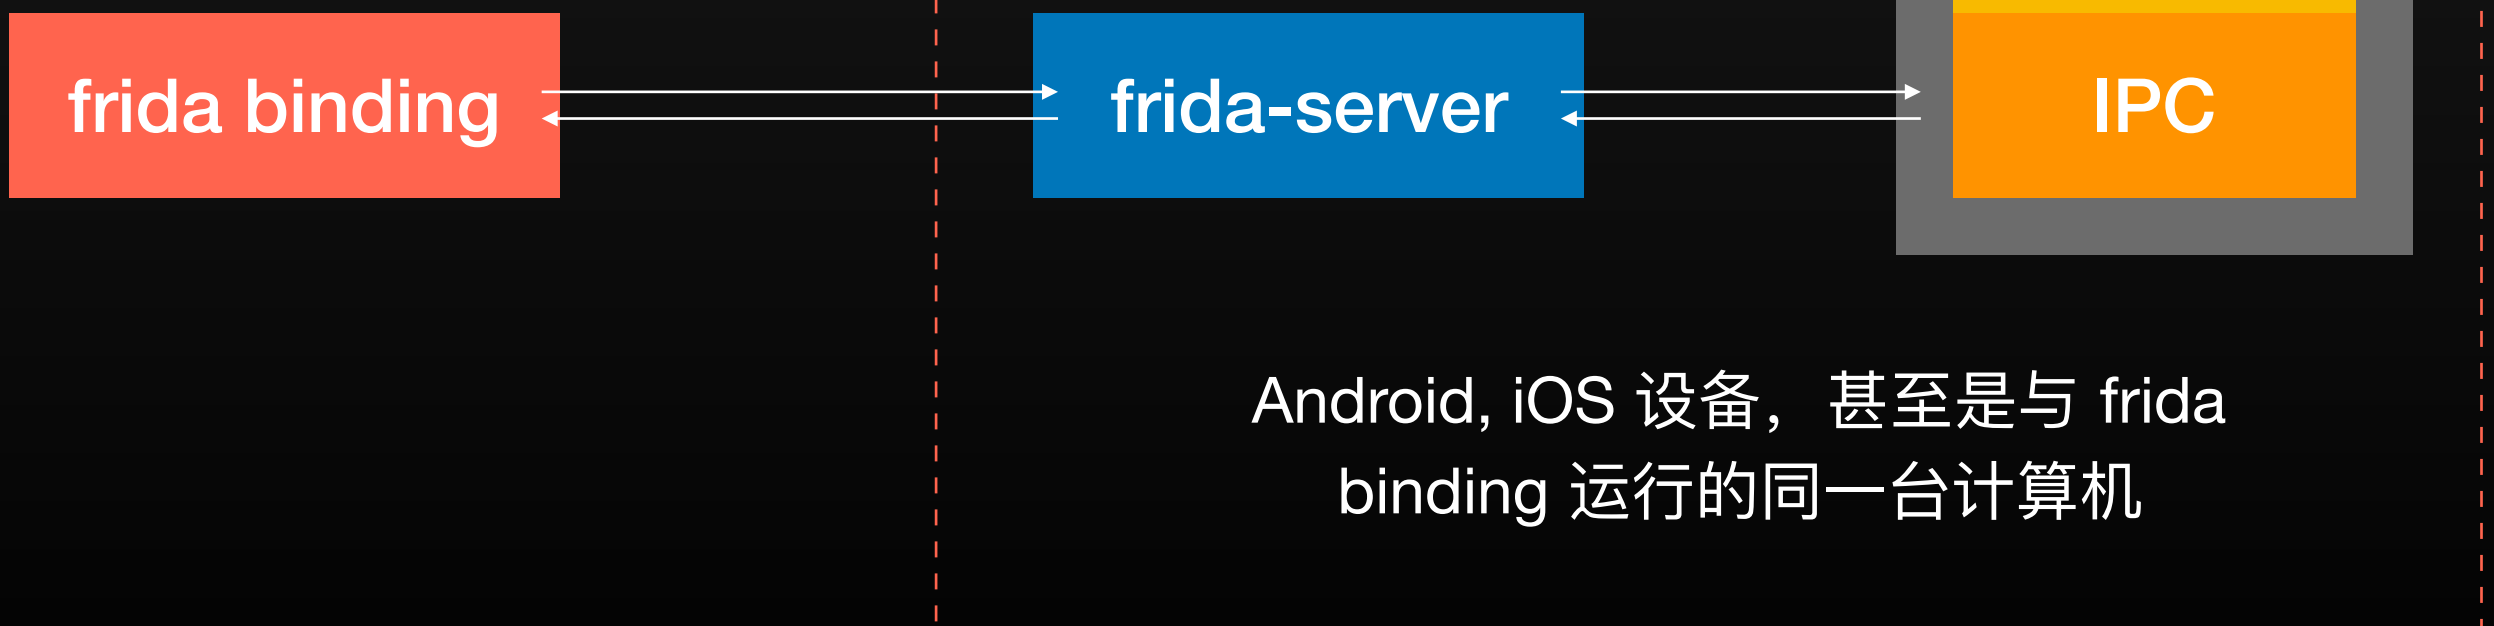 frida binding
frida-server
IPC
Android, iOS 设备，甚至是与 frida
binding 运行的同一台计算机